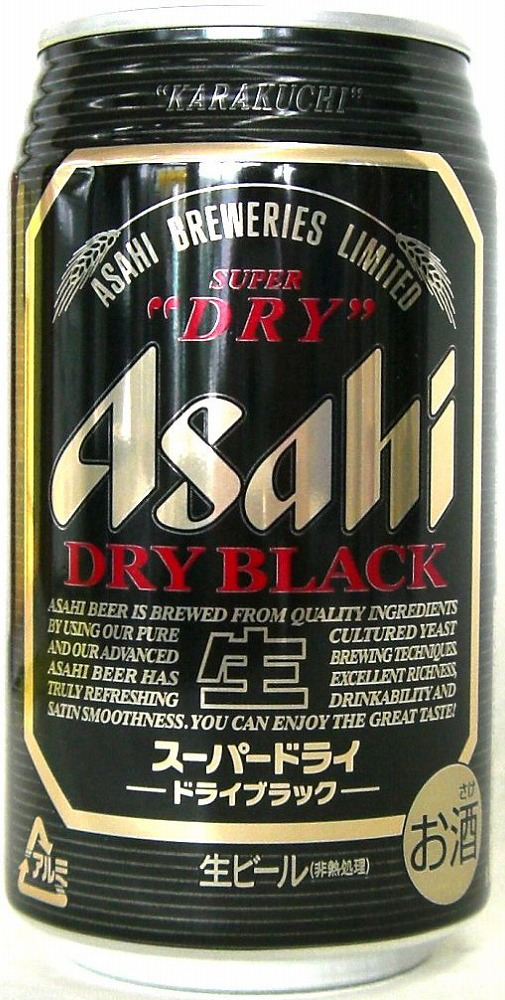 "KARAKUCHI"
ASAHI BREWERIES LIMITED
SUPER
"DRY"
Asahi
DRY BLACK
ASAHI BEER IS BREWED FROM QUALITY INGREDIENTS
BY USING OUR PURE CULTURED YEAST
AND OUR ADVANCED BREWING TECHNIQUES.
ASAHI BEER HAS EXCELLENT RICHNESS,
TRULY REFRESHING DRINKABILITY AND
SATIN SMOOTHNESS. YOU CAN ENJOY THE GREAT TASTE!
生
スーパードライ
ードライブラックー
さけ
お酒
アルミ
生ビール(非熱処理)